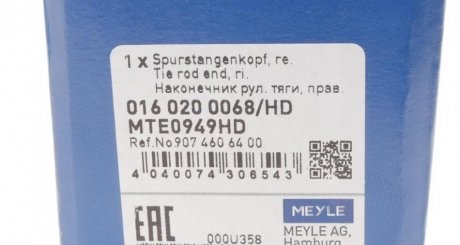 1 x Spurstangenkopf, re.
Tie rod end, ri.
Наконечник рул. тяги, прав.
016 020 0068/HD
MTE0949HD
Ref.No907 460 64 00
4 040074 306543
EAC
000U358
MEYLE
MEYLE AG,
Hamburg